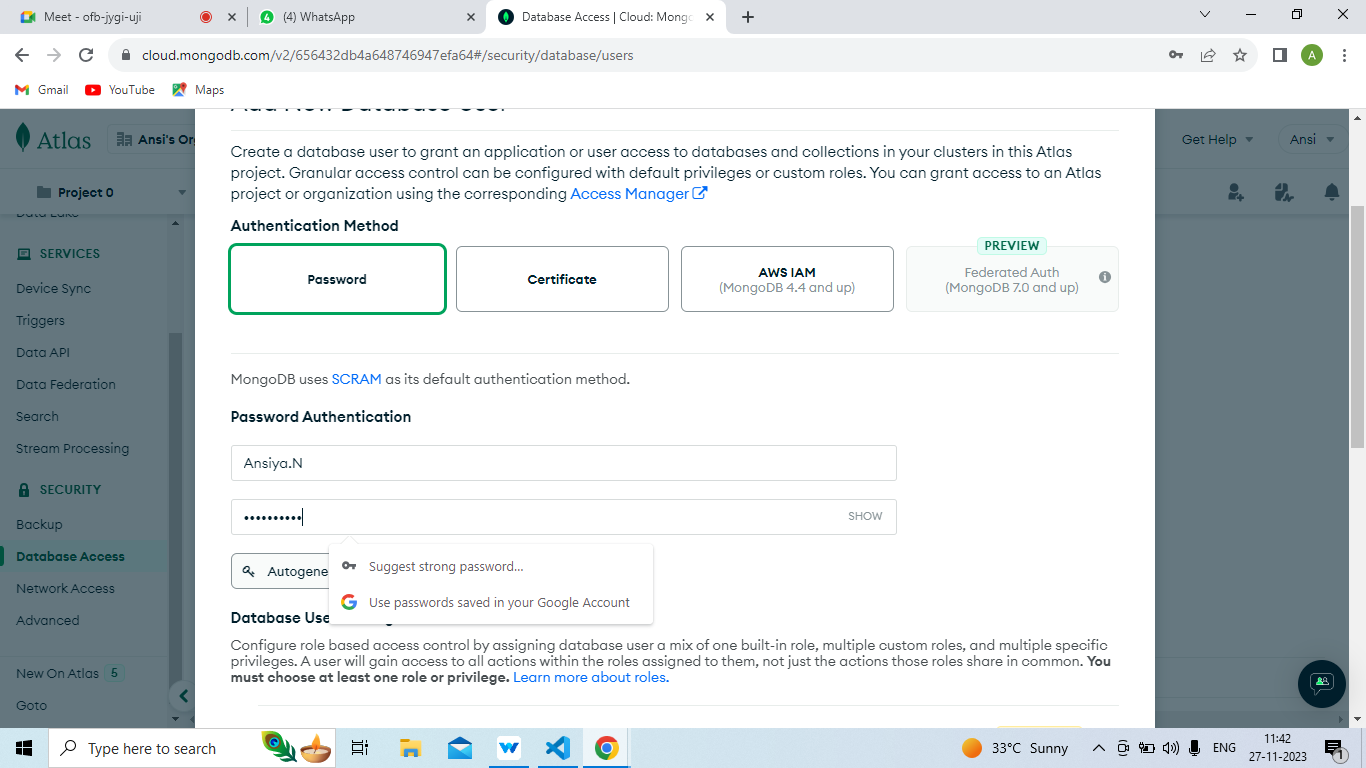 Meet - ofb-jygi-uji
(4) WhatsApp
Database Access | Cloud: Mong
cloud.mongodb.com/v2/656432db4a648746947efa64#/security/database/users
A
Gmail
YouTube
Maps
Add New Database User
Atlas
Ansi's Or
Get Help
Ansi
Project 0
Data Lake
SERVICES
Device Sync
Triggers
Data API
Data Federation
Search
Stream Processing
SECURITY
Backup
Database Access
Network Access
Advanced
New On Atlas 5
Goto
Create a database user to grant an application or user access to databases and collections in your clusters in this Atlas
project. Granular access control can be configured with default privileges or custom roles. You can grant access to an Atlas
project or organization using the corresponding Access Manager
Authentication Method
Password
Certificate
AWS IAM
(MongoDB 4.4 and up)
PREVIEW
Federated Auth
(MongoDB 7.0 and up)
MongoDB uses SCRAM as its default authentication method.
Password Authentication
Ansiya.N
•••••••••• SHOW
Autogene
Suggest strong password...
Use passwords saved in your Google Account
Database Use
Configure role based access control by assigning database user a mix of one built-in role, multiple custom roles, and multiple specific
privileges. A user will gain access to all actions within the roles assigned to them, not just the actions those roles share in common. You
must choose at least one role or privilege. Learn more about roles.
Type here to search
33°C Sunny
ENG
11:42
27-11-2023
1